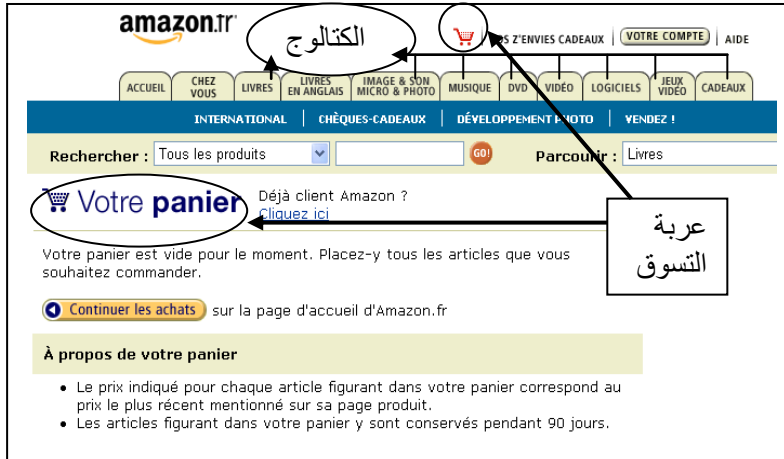 amazon.fr
الكتالوج
OS Z'ENVIES CADEAUX | VOTRE COMPTE | AIDE
ACCUEIL CHEZ VOUS LIVRES LIVRES EN ANGLAIS IMAGE & SON MICRO & PHOTO MUSIQUE DVD VIDÉO LOGICIELS JEUX VIDÉO CADEAUX
INTERNATIONAL | CHÈQUES-CADEAUX | DÉVELOPPEMENT PHOTO | VENDEZ !
Rechercher : Tous les produits GO! Parcourir : Livres
Votre panier
Déjà client Amazon ?
Cliquez ici
عربة
التسوق
Votre panier est vide pour le moment. Placez-y tous les articles que vous
souhaitez commander.
Continuer les achats sur la page d'accueil d'Amazon.fr
À propos de votre panier
• Le prix indiqué pour chaque article figurant dans votre panier correspond au
prix le plus récent mentionné sur sa page produit.
• Les articles figurant dans votre panier y sont conservés pendant 90 jours.